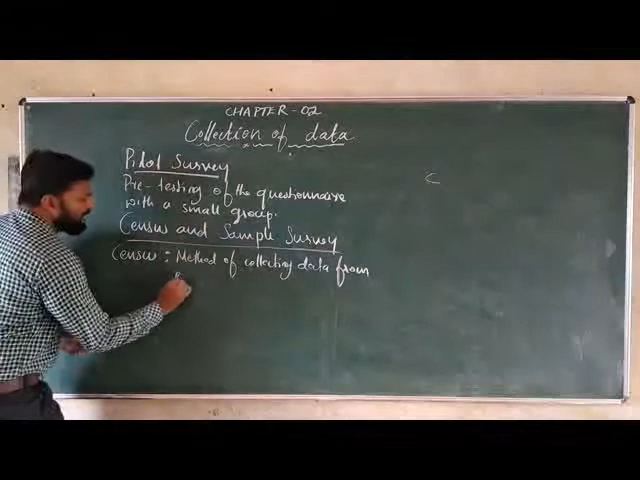 CHAPTER-02
Collection of data
Pilot Survey
Pre-testing of the questionnaire
with a small group.
Census and Sample Survey
Census : Method of collecting data from
C